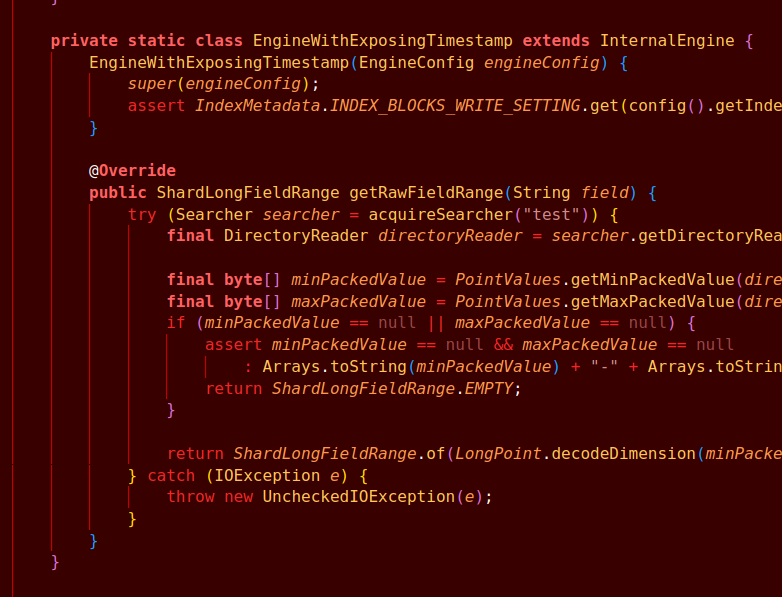 }
private static class EngineWithExposingTimestamp extends InternalEngine {
EngineWithExposingTimestamp(EngineConfig engineConfig) {
super(engineConfig);
assert IndexMetadata.INDEX_BLOCKS_WRITE_SETTING.get(config().getInde
}
@Override
public ShardLongFieldRange getRawFieldRange(String field) {
try (Searcher searcher = acquireSearcher("test")) {
final DirectoryReader directoryReader = searcher.getDirectoryRea
final byte[] minPackedValue = PointValues.getMinPackedValue(dire
final byte[] maxPackedValue = PointValues.getMaxPackedValue(dire
if (minPackedValue == null || maxPackedValue == null) {
assert minPackedValue == null && maxPackedValue == null
: Arrays.toString(minPackedValue) + "-" + Arrays.toStrin
return ShardLongFieldRange.EMPTY;
}
return ShardLongFieldRange.of(LongPoint.decodeDimension(minPacke
} catch (IOException e) {
throw new UncheckedIOException(e);
}
}
}